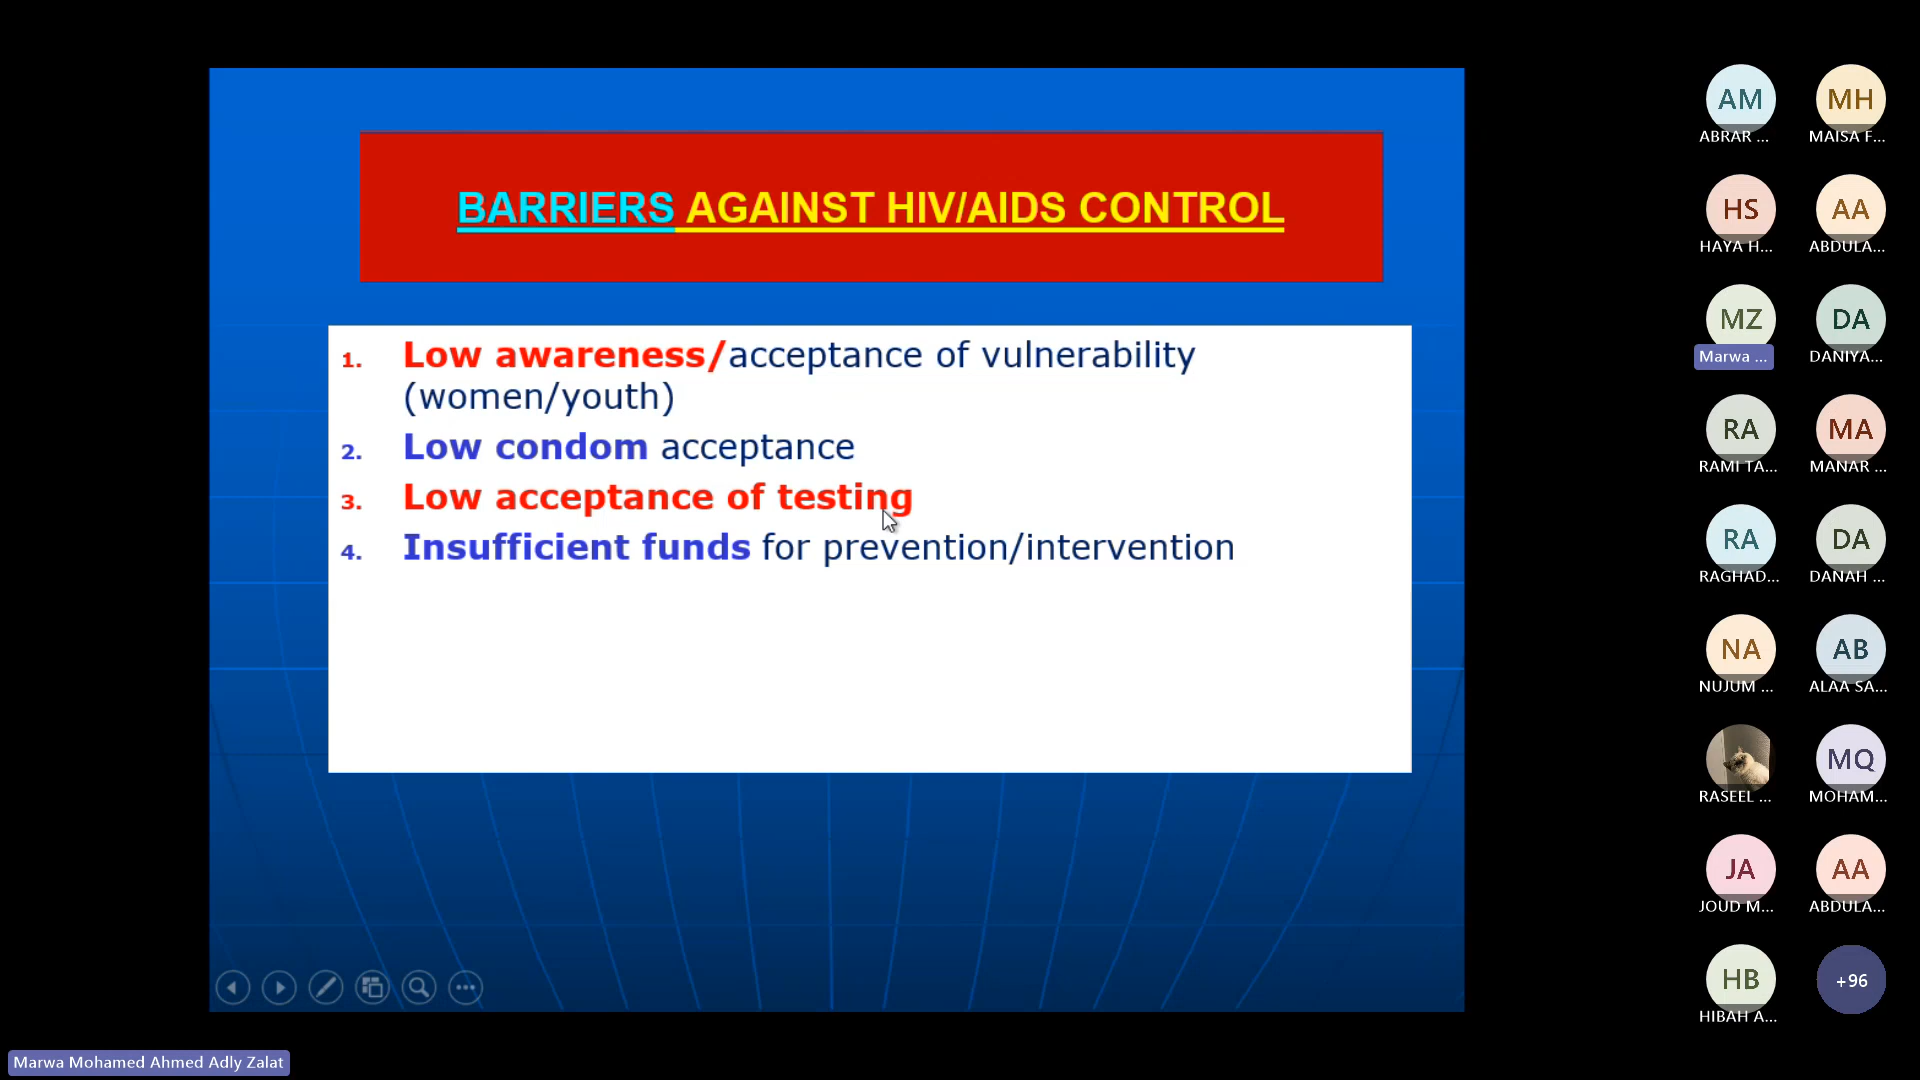 BARRIERS AGAINST HIV/AIDS CONTROL
1. Low awareness/acceptance of vulnerability
(women/youth)
2. Low condom acceptance
3. Low acceptance of testing
4. Insufficient funds for prevention/intervention
AM MH
ABRAR ... MAISA F...
HS AA
HAYA H... ABDULA...
MZ DA
Marwa ... DANIYA...
RA MA
RAMI TA... MANAR ...
RA DA
RAGHAD... DANAH ...
NA AB
NUJUM ... ALAA SA...
MQ
RASEEL ... MOHAM...
JA AA
JOUD M... ABDULA...
HB +96
HIBAH A...
Marwa Mohamed Ahmed Adly Zalat